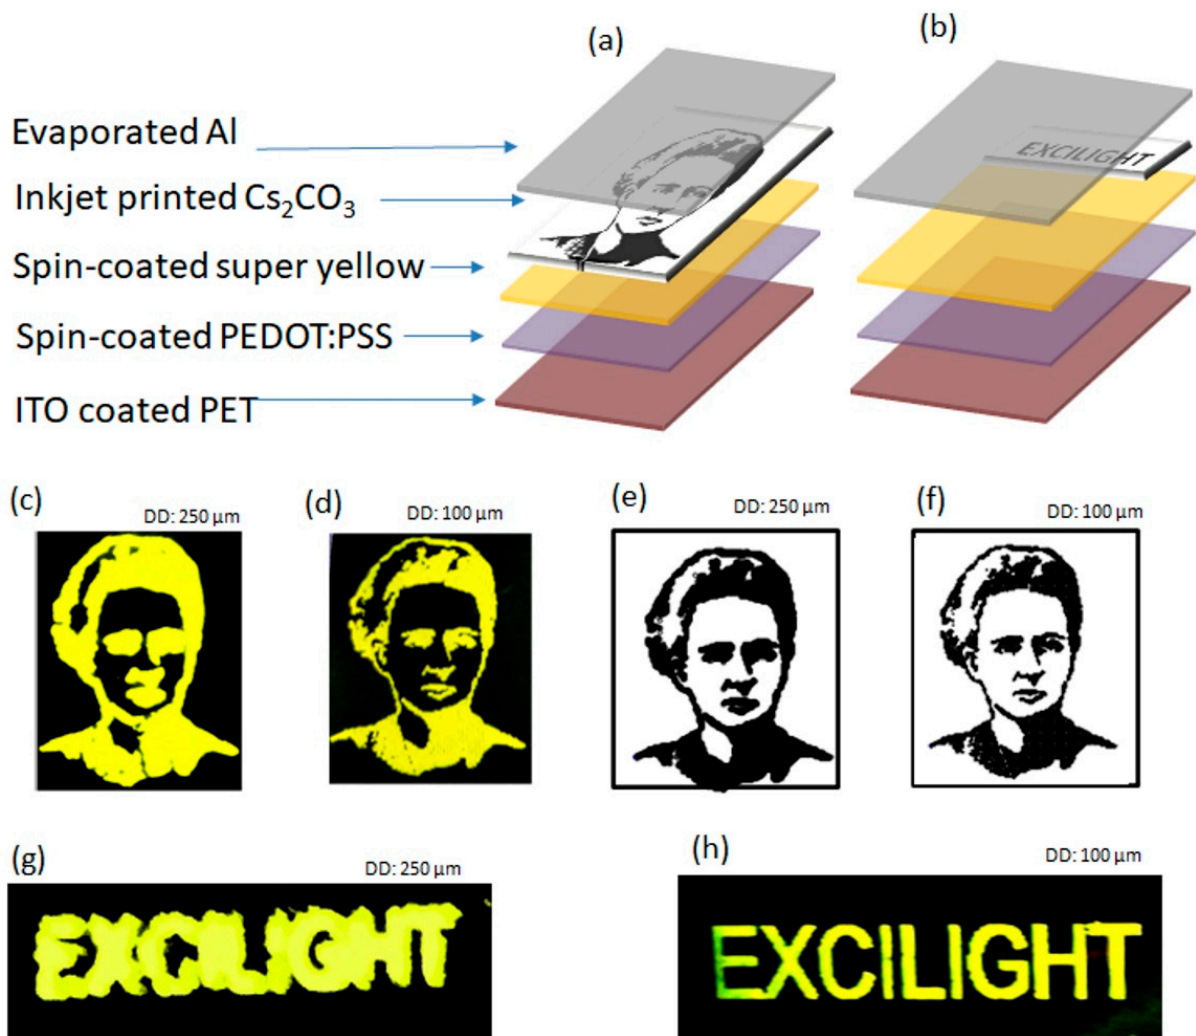 (a)
(b)
Evaporated Al
EXCILIGHT
Inkjet printed Cs₂CO₃
Spin-coated super yellow
Spin-coated PEDOT:PSS
ITO coated PET
(c)
DD: 250 µm
(d)
DD: 100 µm
(e)
DD: 250 µm
(f)
DD: 100 µm
(g)
DD: 250 µm
EXCILIGHT
(h)
DD: 100 µm
EXCILIGHT